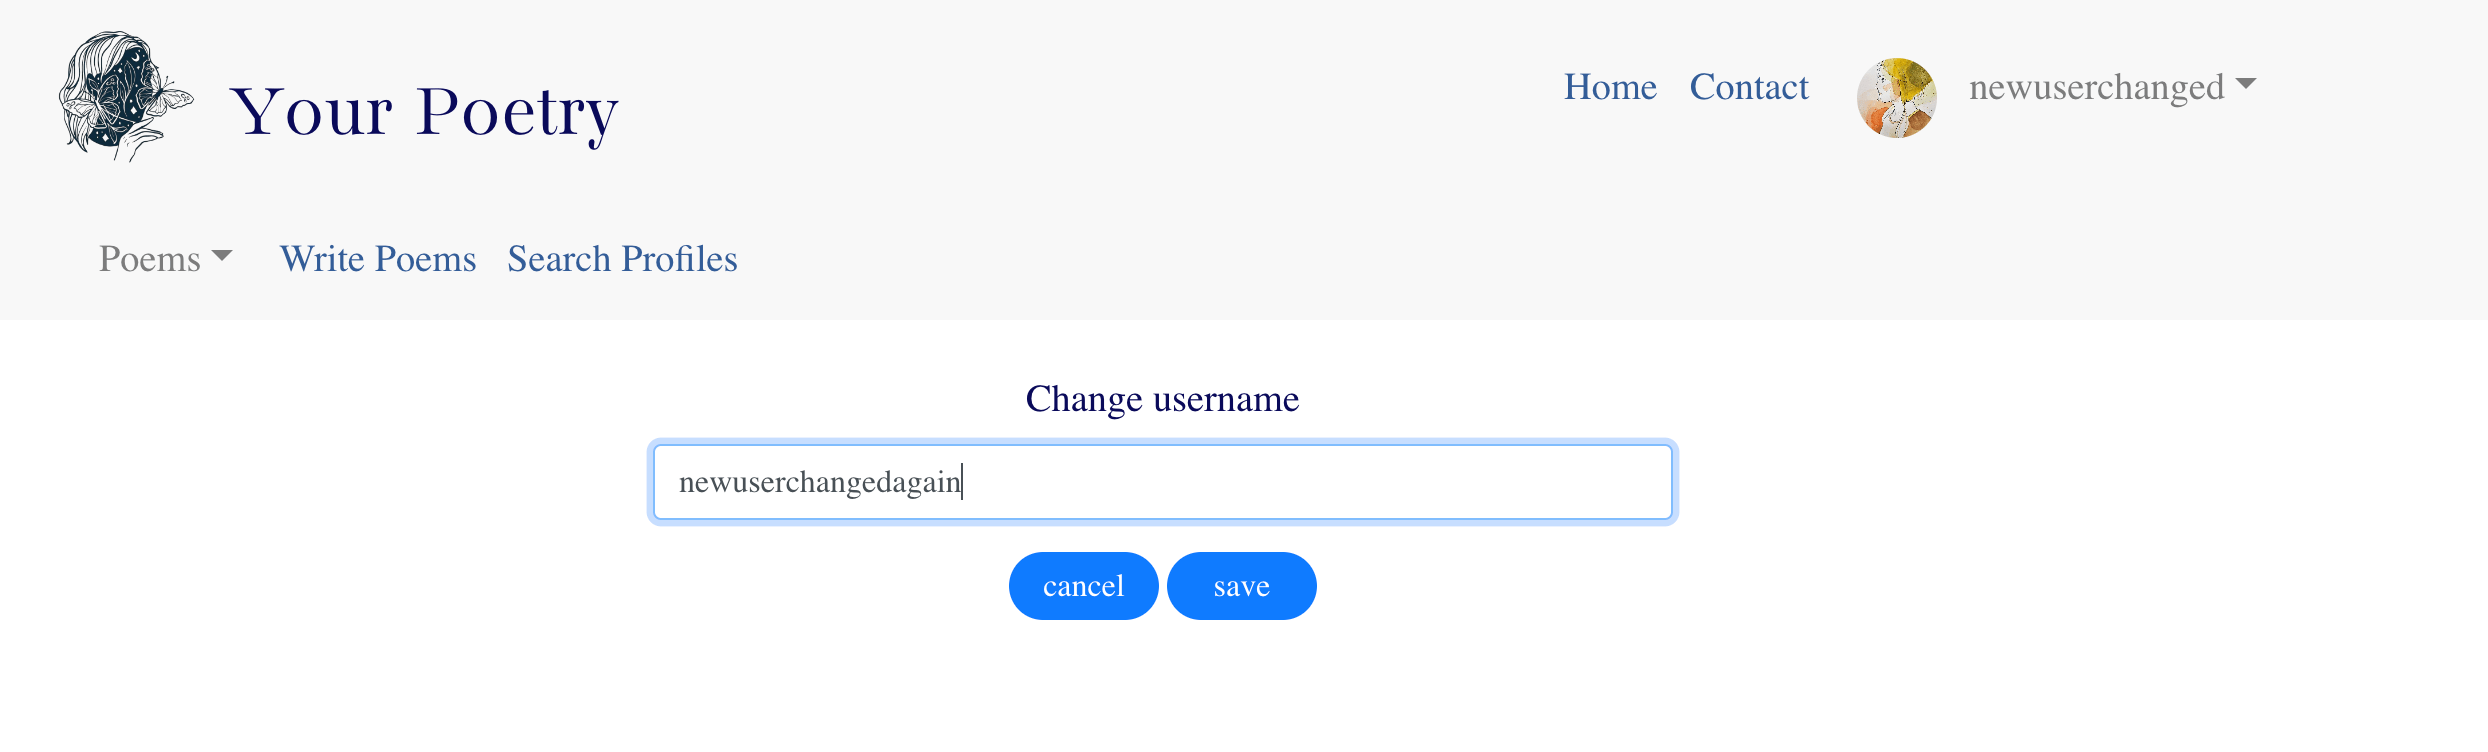 Your Poetry
Home Contact newuserchanged
Poems Write Poems Search Profiles
Change username
newuserchangedagain
cancel save